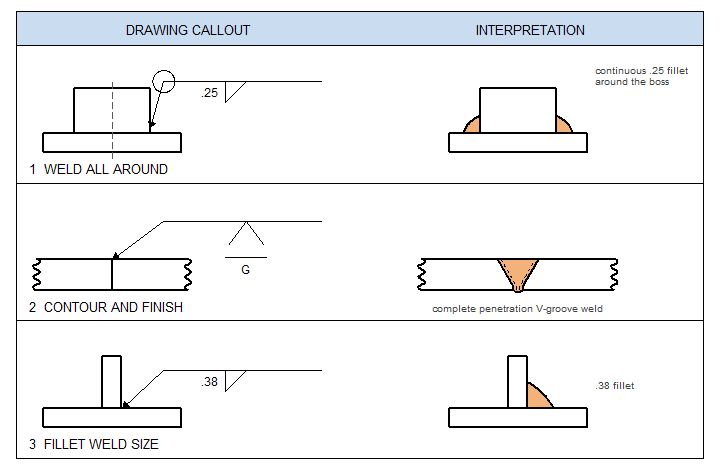 DRAWING CALLOUT
INTERPRETATION
.25
continuous .25 fillet
around the boss
1 WELD ALL AROUND
G
2 CONTOUR AND FINISH
complete penetration V-groove weld
.38
.38 fillet
3 FILLET WELD SIZE